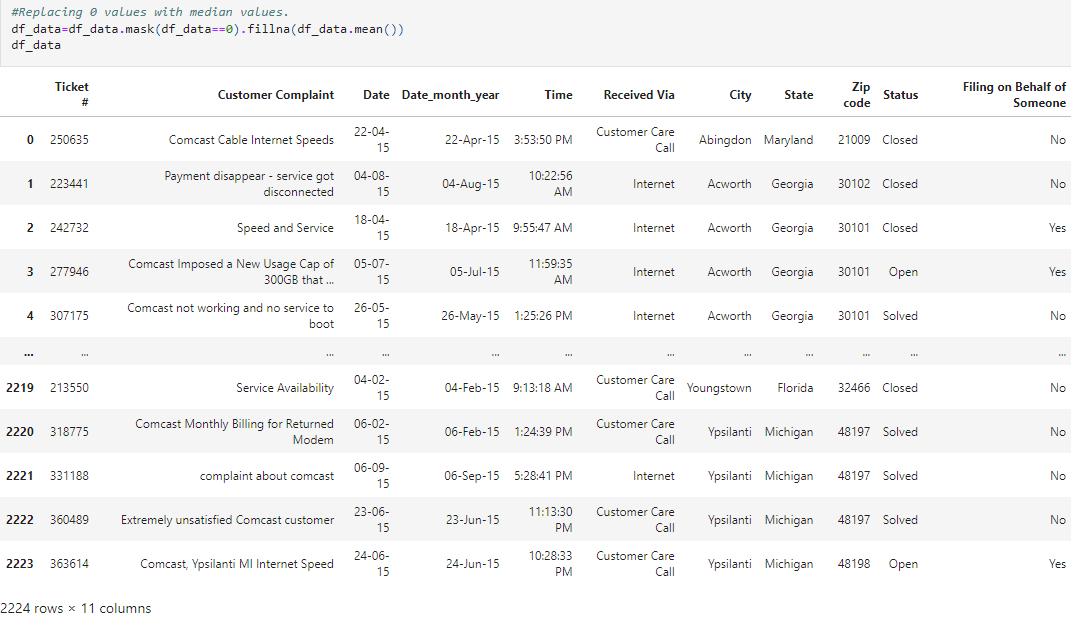 #Replacing 0 values with median values.
df_data=df_data.mask(df_data==0).fillna(df_data.mean())
df_data
Ticket # Customer Complaint Date Date_month_year Time Received Via City State Zip code Status Filing on Behalf of Someone
0 250635 Comcast Cable Internet Speeds 22-04-15 22-Apr-15 3:53:50 PM Customer Care Call Abingdon Maryland 21009 Closed No
1 223441 Payment disappear - service got disconnected 04-08-15 04-Aug-15 10:22:56 AM Internet Acworth Georgia 30102 Closed No
2 242732 Speed and Service 18-04-15 18-Apr-15 9:55:47 AM Internet Acworth Georgia 30101 Closed Yes
3 277946 Comcast Imposed a New Usage Cap of 300GB that ... 05-07-15 05-Jul-15 11:59:35 AM Internet Acworth Georgia 30101 Open Yes
4 307175 Comcast not working and no service to boot 26-05-15 26-May-15 1:25:26 PM Internet Acworth Georgia 30101 Solved No
... ... ... ... ... ... ... ... ... ... ... ...
2219 213550 Service Availability 04-02-15 04-Feb-15 9:13:18 AM Customer Care Call Youngstown Florida 32466 Closed No
2220 318775 Comcast Monthly Billing for Returned Modem 06-02-15 06-Feb-15 1:24:39 PM Customer Care Call Ypsilanti Michigan 48197 Solved No
2221 331188 complaint about comcast 06-09-15 06-Sep-15 5:28:41 PM Internet Ypsilanti Michigan 48197 Solved No
2222 360489 Extremely unsatisfied Comcast customer 23-06-15 23-Jun-15 11:13:30 PM Customer Care Call Ypsilanti Michigan 48197 Solved No
2223 363614 Comcast, Ypsilanti MI Internet Speed 24-06-15 24-Jun-15 10:28:33 PM Customer Care Call Ypsilanti Michigan 48198 Open Yes
2224 rows × 11 columns